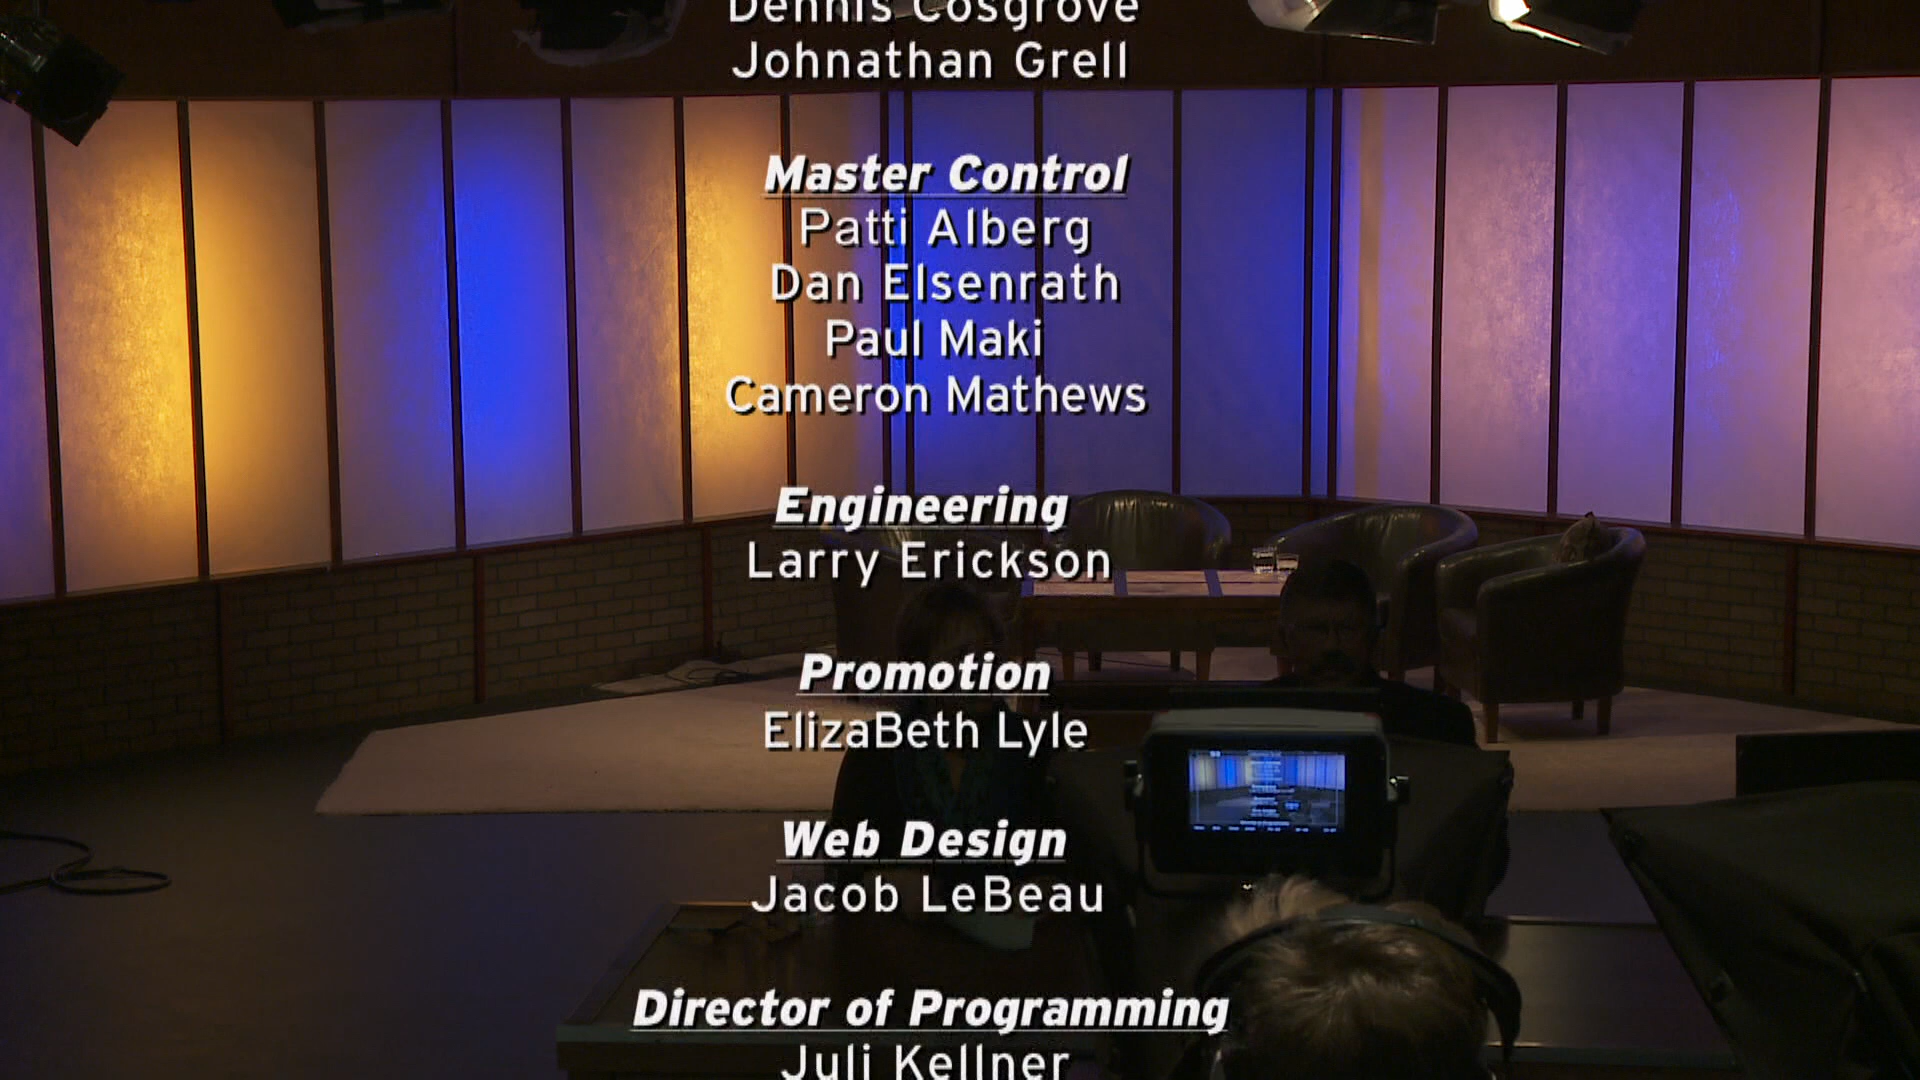 Dennis Cosgrove
Johnathan Grell
Master Control
Patti Alberg
Dan Elsenrath
Paul Maki
Cameron Mathews
Engineering
Larry Erickson
Promotion
ElizaBeth Lyle
Web Design
Jacob LeBeau
Director of Programming
Juli Kellner